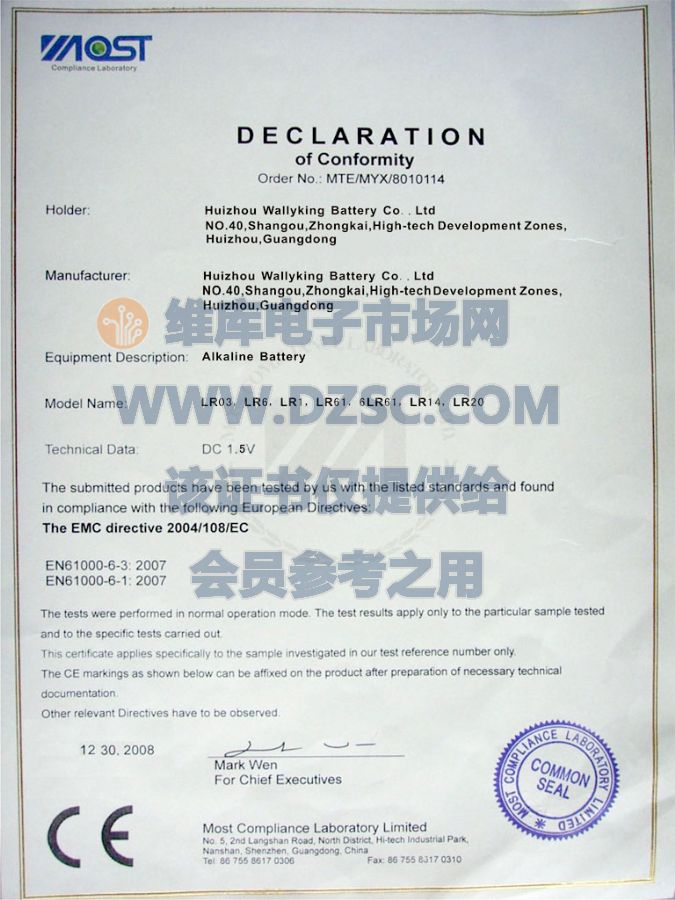 MOST
Compliance Laboratory
DECLARATION
of Conformity
Order No.: MTE/MYX/8010114
Holder: Huizhou Wallyking Battery Co.. Ltd
NO.40,Shangou,Zhongkai,High-tech Development Zones,
Huizhou,Guangdong
Manufacturer: Huizhou Wallyking Battery Co.. Ltd
NO.40,Shangou,Zhongkai,High-tech Development Zones,
Huizhou,Guangdong
维库电子市场网
Equipment Description: Alkaline Battery
WWW.DZSC.COM
Model Name: LR03, LR6, LR1, LR61, 6LR61, LR14, LR20
Technical Data: DC 1.5V
该证书仅提供给
The submitted products have been tested by us with the listed standards and found
in compliance with the following European Directives:
The EMC directive 2004/108/EC
EN61000-6-3: 2007
EN61000-6-1: 2007
会员参考之用
The tests were performed in normal operation mode. The test results apply only to the particular sample tested
and to the specific tests carried out.
This certificate applies specifically to the sample investigated in our test reference number only.
The CE markings as shown below can be affixed on the product after preparation of necessary technical
documentation.
Other relevant Directives have to be observed.
12 30, 2008
Mark Wen
For Chief Executives
MOST COMPLIANCE LABORATORY LIMITED
COMMON
SEAL
CE
Most Compliance Laboratory Limited
No. 5, 2nd Langshan Road, North District, Hi-tech Industrial Park,
Nanshan, Shenzhen, Guangdong, China
Tel: 86 755 8617 0306 Fax: 86 755 8317 0310